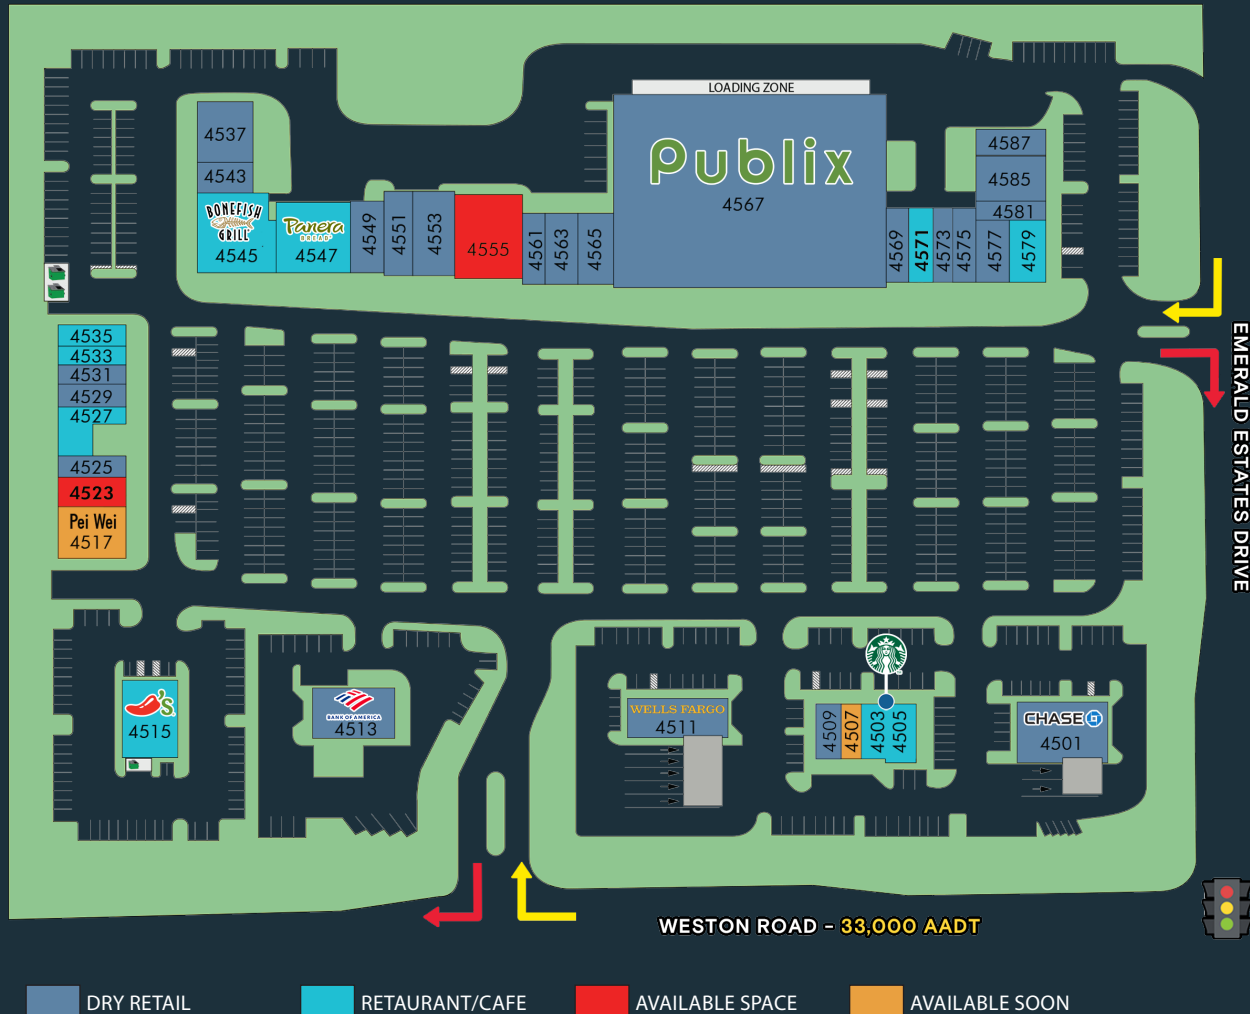 LOADING ZONE
Publix
4567
4537
4543
BONEFISH
GRILL
4545
Panera
BREAD
4547
4549
4551
4553
4555
4561
4563
4565
4569
4571
4573
4575
4577
4579
4581
4585
4587
4535
4533
4531
4529
4527
4525
4523
Pei Wei
4517
EMERALD ESTATES DRIVE
's
4515
BANK OF AMERICA
4513
WELLS FARGO
4511
4509
4507
4503
4505
CHASE
4501
WESTON ROAD – 33,000 AADT
DRY RETAIL
RETAURANT/CAFE
AVAILABLE SPACE
AVAILABLE SOON